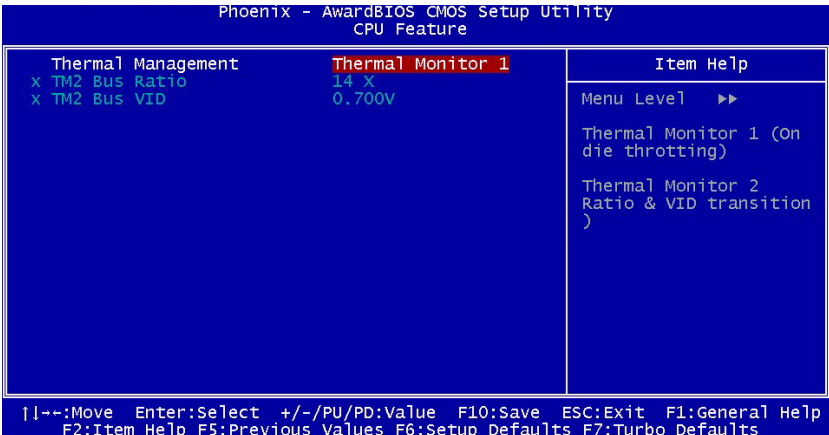 Phoenix - AwardBIOS CMOS Setup Utility
CPU Feature
Thermal Management Thermal Monitor 1
x TM2 Bus Ratio 14 X
x TM2 Bus VID 0.700V
Item Help
Menu Level ▶▶
Thermal Monitor 1 (On
die throtting)
Thermal Monitor 2
Ratio & VID transition
)
↑↓→←:Move Enter:Select +/-/PU/PD:Value F10:Save ESC:Exit F1:General Help
F2:Item Help F5:Previous Values F6:Setup Defaults F7:Turbo Defaults